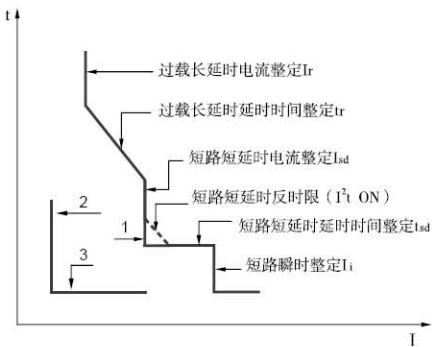 t
过载长延时电流整定Ir
过载长延时延时时间整定tr
短路短延时电流整定Isd
2
短路短延时反时限（I²t ON）
1
短路短延时延时时间整定tsd
3
短路瞬时整定Ii
I